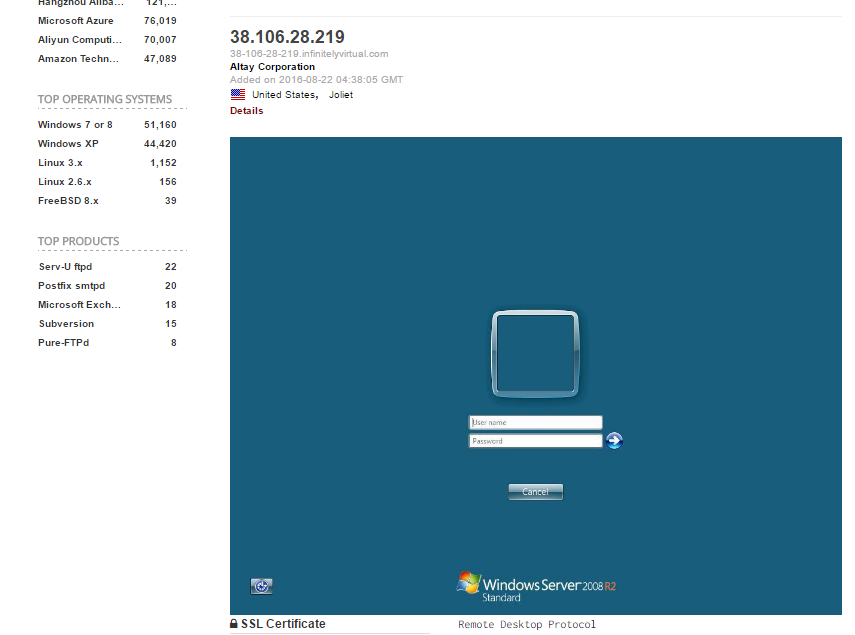 Hangzhou Aliba... 121,...
Microsoft Azure 76,019
Aliyun Computi... 70,007
Amazon Techn... 47,089
TOP OPERATING SYSTEMS
Windows 7 or 8 51,160
Windows XP 44,420
Linux 3.x 1,152
Linux 2.6.x 156
FreeBSD 8.x 39
TOP PRODUCTS
Serv-U ftpd 22
Postfix smtpd 20
Microsoft Exch... 18
Subversion 15
Pure-FTPd 8
38.106.28.219
38-106-28-219.infinitelyvirtual.com
Altay Corporation
Added on 2016-08-22 04:38:05 GMT
United States, Joliet
Details
User name
Password
Cancel
Windows Server 2008 R2
Standard
SSL Certificate
Remote Desktop Protocol